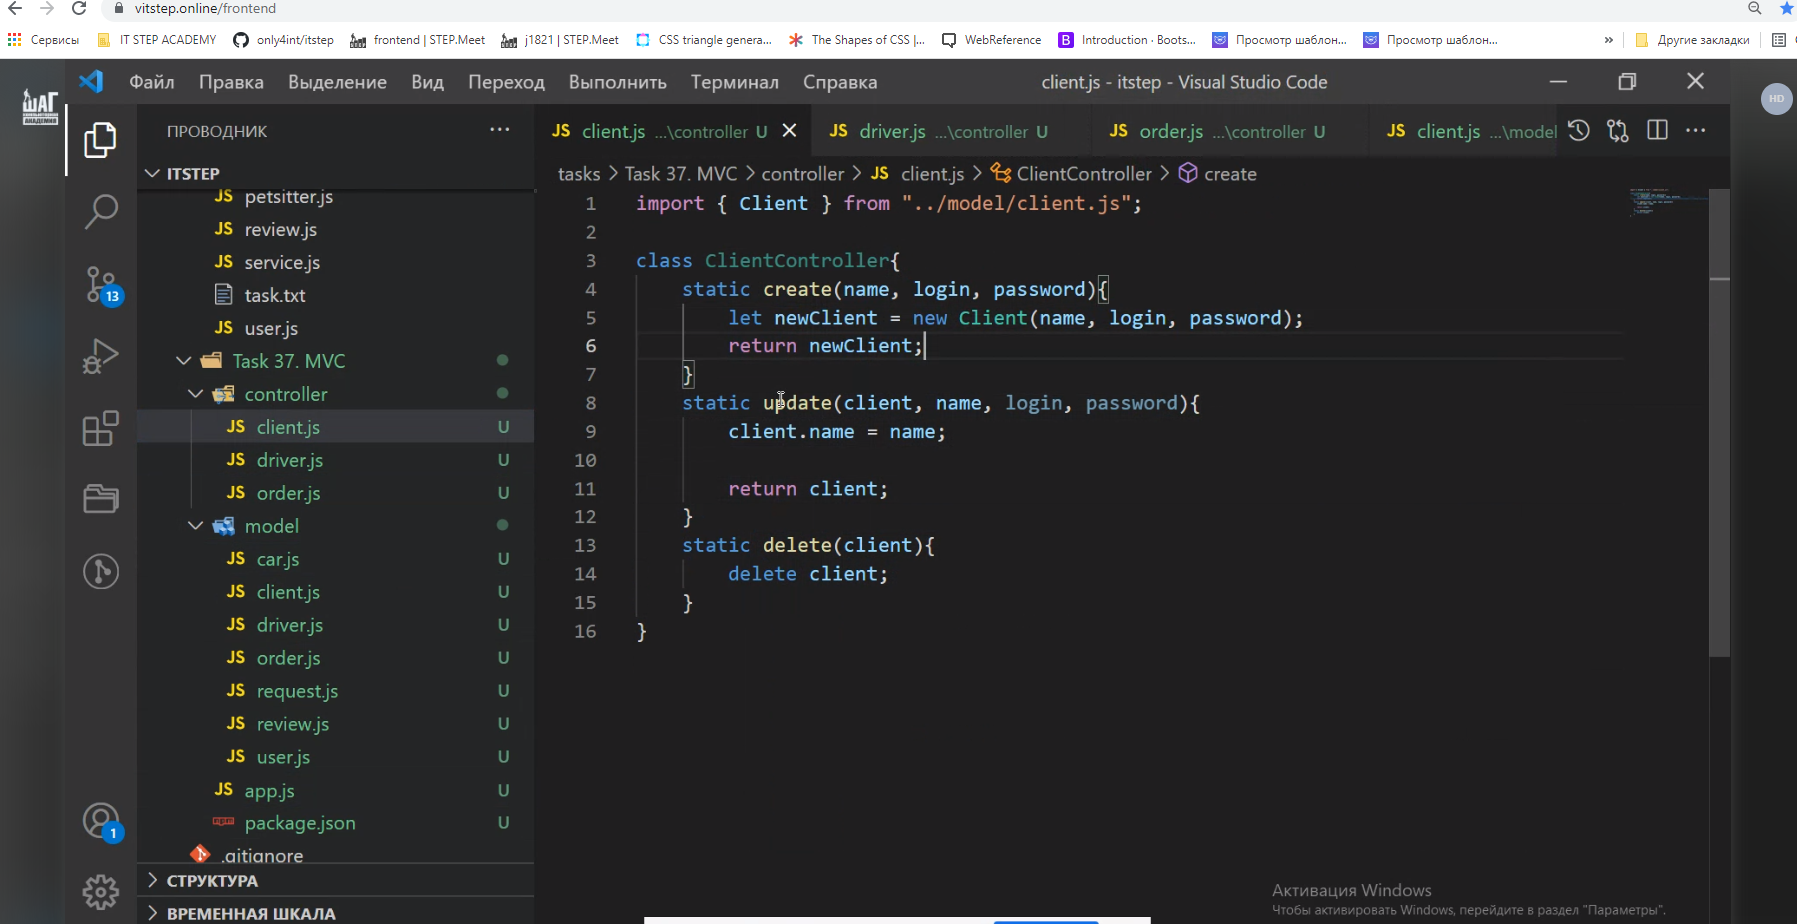 vitstep.online/frontend
Сервисы IT STEP ACADEMY only4int/itstep frontend | STEP.Meet j1821 | STEP.Meet CSS triangle genera... The Shapes of CSS |... WebReference Introduction · Boots... Просмотр шаблон... Просмотр шаблон... » Другие закладки
ШАГ
Файл Правка Выделение Вид Переход Выполнить Терминал Справка client.js - itstep - Visual Studio Code
HD
ПРОВОДНИК ...
JS client.js ...\controller U JS driver.js ...\controller U JS order.js ...\controller U JS client.js ...\model ...
ITSTEP
tasks > Task 37. MVC > controller > JS client.js > ClientController > create
JS petsitter.js
JS review.js
JS service.js
task.txt
JS user.js
Task 37. MVC
controller
JS client.js U
JS driver.js U
JS order.js U
model
JS car.js U
JS client.js U
JS driver.js U
JS order.js U
JS request.js U
JS review.js U
JS user.js U
JS app.js U
package.json U
.gitignore
СТРУКТУРА
ВРЕМЕННАЯ ШКАЛА
13
1
1 import { Client } from "../model/client.js";
2
3 class ClientController{
4 static create(name, login, password){
5 let newClient = new Client(name, login, password);
6 return newClient;
7 }
8 static update(client, name, login, password){
9 client.name = name;
10
11 return client;
12 }
13 static delete(client){
14 delete client;
15 }
16 }
Активация Windows
Чтобы активировать Windows, перейдите в раздел "Параметры".